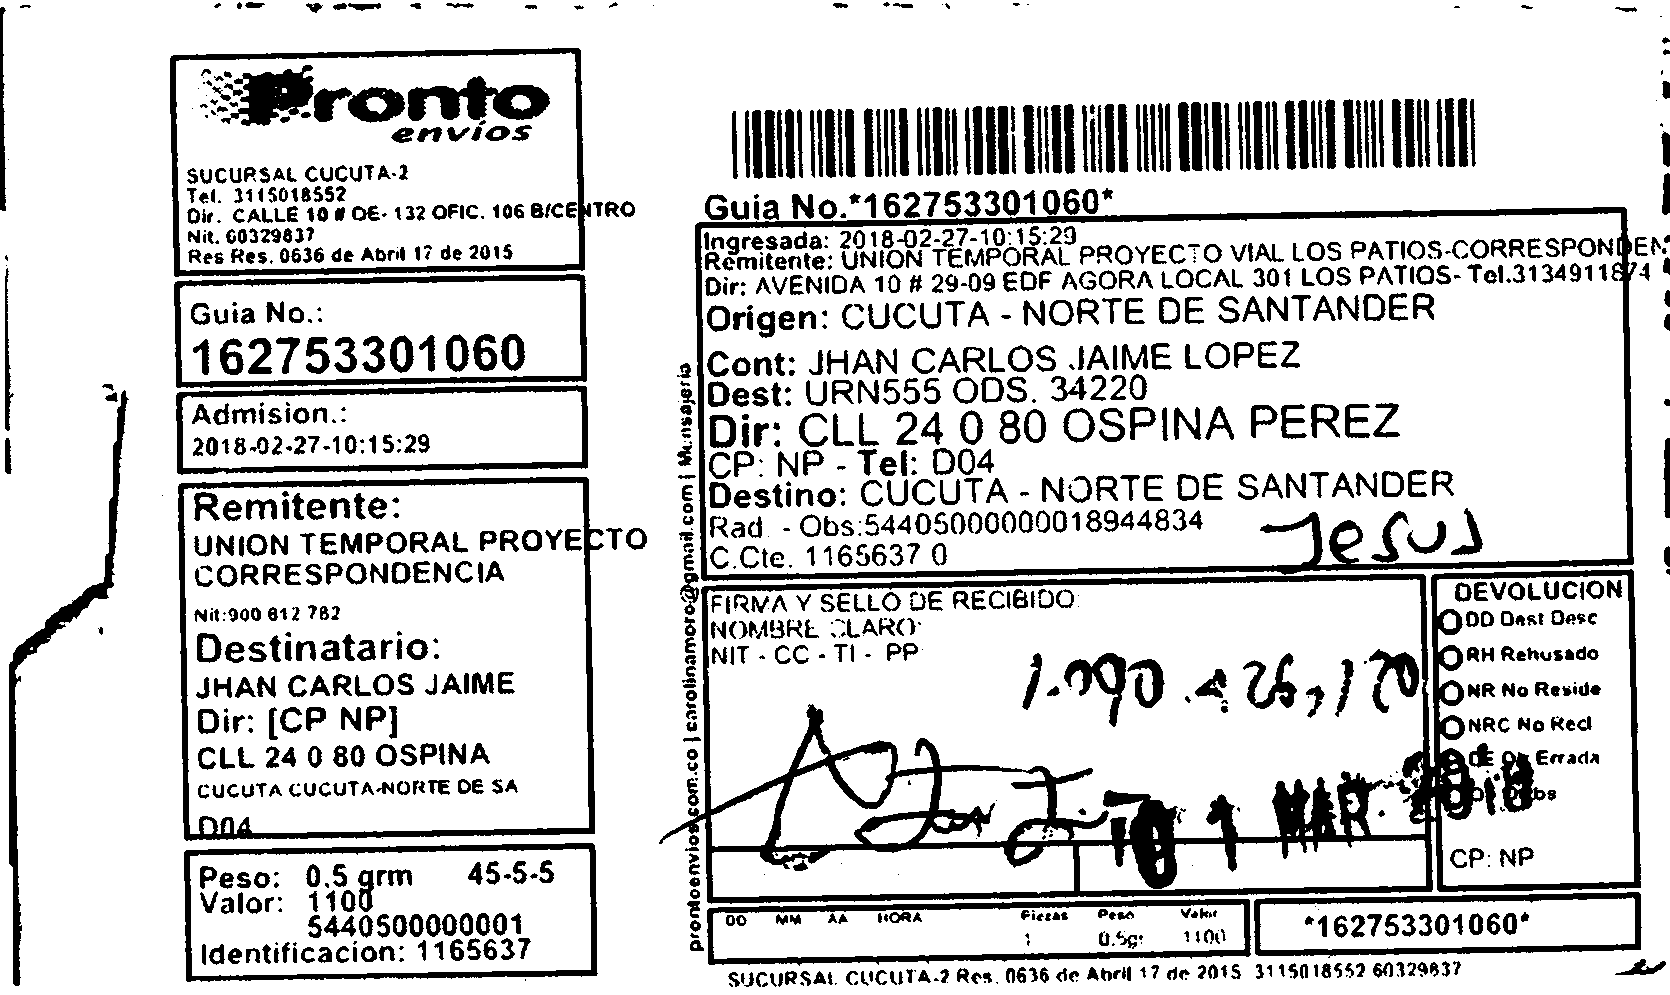 Pronto
envíos
SUCURSAL CUCUTA-2
Tel. 3115018552
Dir. CALLE 10 # OE-132 OFIC. 106 B/CENTRO
Nit. 60329837
Res Res. 0636 de Abril 17 de 2015
Guia No.:
162753301060
Admision.:
2018-02-27-10:15:29
Remitente:
UNION TEMPORAL PROYECTO
CORRESPONDENCIA
Nit:900 612 782
Destinatario:
JHAN CARLOS JAIME
Dir: [CP NP]
CLL 24 0 80 OSPINA
CUCUTA CUCUTA-NORTE DE SA
D04
Peso: 0.5 grm 45-5-5
Valor: 1100
5440500000001
Identificacion: 1165637
prontoenvios.com.co | carolinamoro@gmail.com | Mensajeria
Guia No.*162753301060*
Ingresada: 2018-02-27-10:15:29
Remitente: UNION TEMPORAL PROYECTO VIAL LOS PATIOS-CORRESPONDEN
Dir: AVENIDA 10 # 29-09 EDF AGORA LOCAL 301 LOS PATIOS- Tel.3134911874
Origen: CUCUTA - NORTE DE SANTANDER
Cont: JHAN CARLOS JAIME LOPEZ
Dest: URN555 ODS. 34220
Dir: CLL 24 0 80 OSPINA PEREZ
CP: NP - Tel: D04
Destino: CUCUTA - NORTE DE SANTANDER
Rad. - Obs:54405000000018944834
C.Cte. 1165637 0
Jesus
FIRMA Y SELLO DE RECIBIDO
NOMBRE CLARO:
NIT - CC - TI - PP
1.090.426,170
01 MAR. 2018
DEVOLUCION
DD Dest Desc
RH Rehusado
NR No Reside
NRC No Recl
DE Errada
CP: NP
DD MM AA HORA Piezas Peso Valor
1 0.5gr 1100
*162753301060*
SUCURSAL CUCUTA-2 Res. 0636 de Abril 17 de 2015 3115018552 60329837